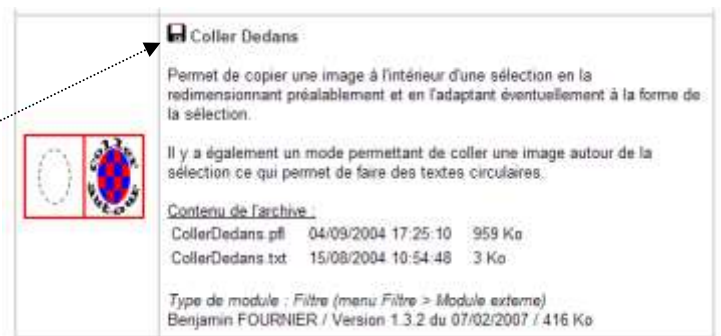 Coller Dedans
Permet de copier une image à l'intérieur d'une sélection en la
redimensionnant préalablement et en l'adaptant éventuellement à la forme de
la sélection.
Il y a également un mode permettant de coller une image autour de la
sélection ce qui permet de faire des textes circulaires.
coller
autour
Contenu de l'archive :
CollerDedans.pfl 04/09/2004 17:25:10 959 Ko
CollerDedans.txt 15/08/2004 10:54:48 3 Ko
Type de module : Filtre (menu Filtre > Module externe)
Benjamin FOURNIER / Version 1.3.2 du 07/02/2007 / 416 Ko